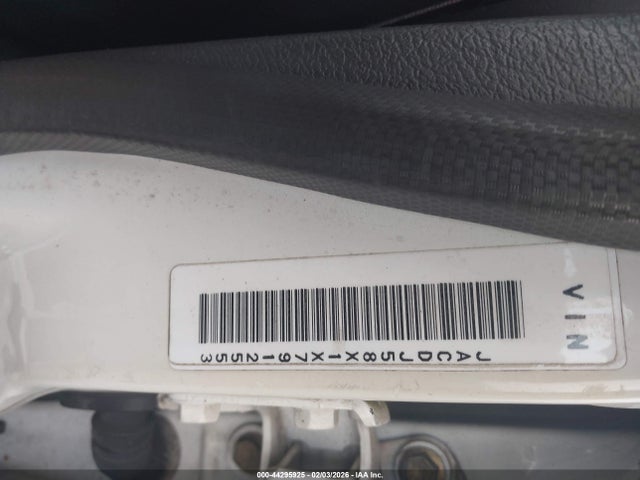 VIN
JACDJ58X1X7912553
000-44295925 - 02/03/2026 - © IAA Inc.